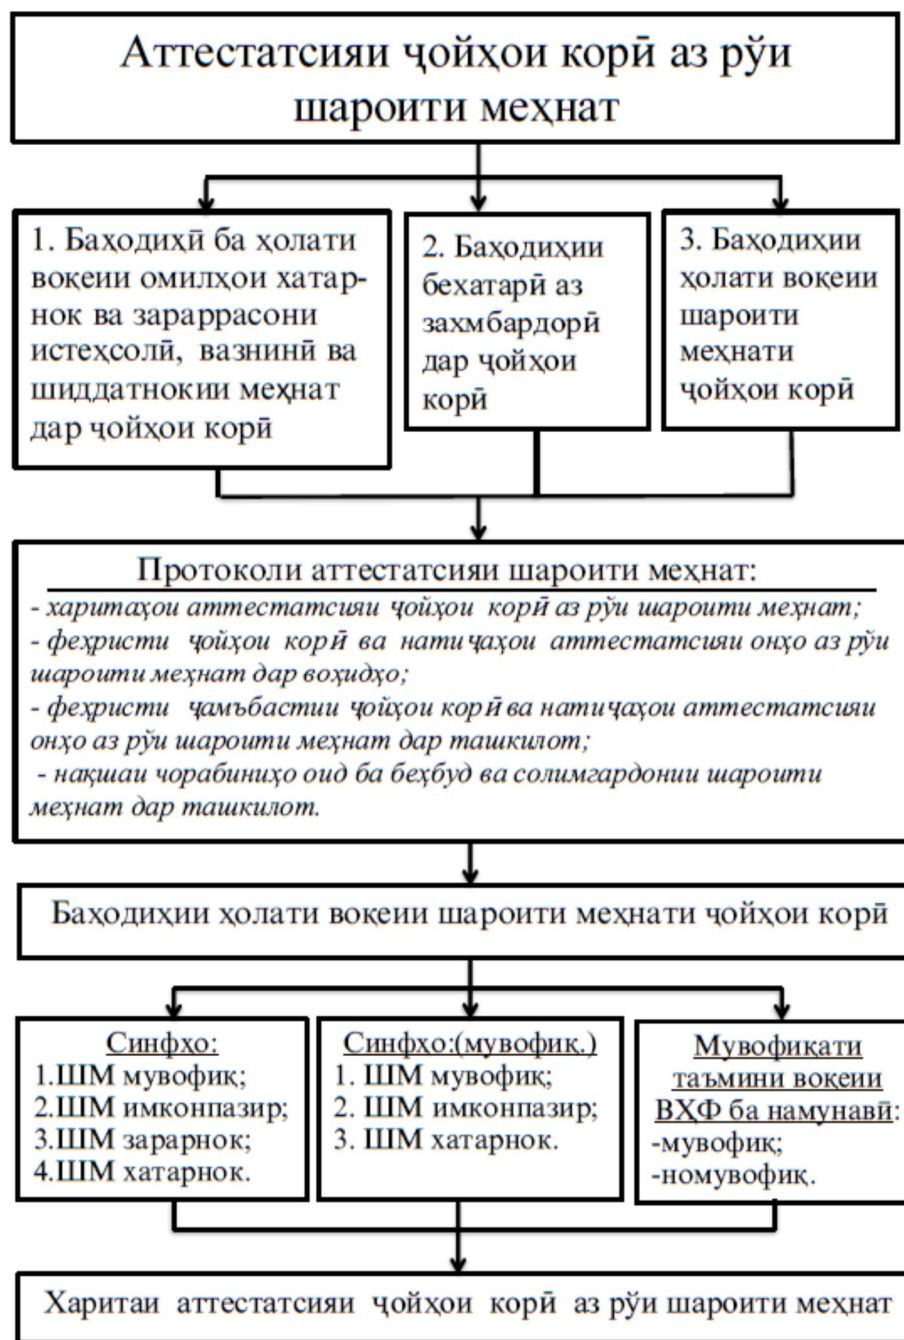 Аттестатсияи ҷойҳои корӣ аз рӯи
шароити меҳнат
1. Баҳодиҳӣ ба ҳолати
воқеии омилҳои хатар-
нок ва зараррасони
истеҳсолӣ, вазнинӣ ва
шиддатнокии меҳнат
дар ҷойҳои корӣ
2. Баҳодиҳии
бехатарӣ аз
захмбардорӣ
дар ҷойҳои
корӣ
3. Баҳодиҳии
ҳолати воқеии
шароити
меҳнати
ҷойҳои корӣ
Протоколи аттестатсияи шароити меҳнат:
- харитаҳои аттестатсияи ҷойҳои корӣ аз рӯи шароити меҳнат;
- феҳристи ҷойҳои корӣ ва натиҷаҳои аттестатсияи онҳо аз рӯи
шароити меҳнат дар воҳидҳо;
- феҳристи ҷамъбастии ҷойҳои корӣ ва натиҷаҳои аттестатсияи
онҳо аз рӯи шароити меҳнат дар ташкилот;
- нақшаи чорабиниҳо оид ба беҳбуд ва солимгардонии шароити
меҳнат дар ташкилот.
Баҳодиҳии ҳолати воқеии шароити меҳнати ҷойҳои корӣ
Синфҳо:
1.ШМ мувофиқ;
2.ШМ имконпазир;
3.ШМ зарарнок;
4.ШМ хатарнок.
Синфҳо:(мувофиқ.)
1. ШМ мувофиқ;
2. ШМ имконпазир;
3. ШМ хатарнок.
Мувофиқати
таъмини воқеии
ВҲФ ба намунавӣ:
-мувофиқ;
-номувофиқ.
Харитаи аттестатсияи ҷойҳои корӣ аз рӯи шароити меҳнат